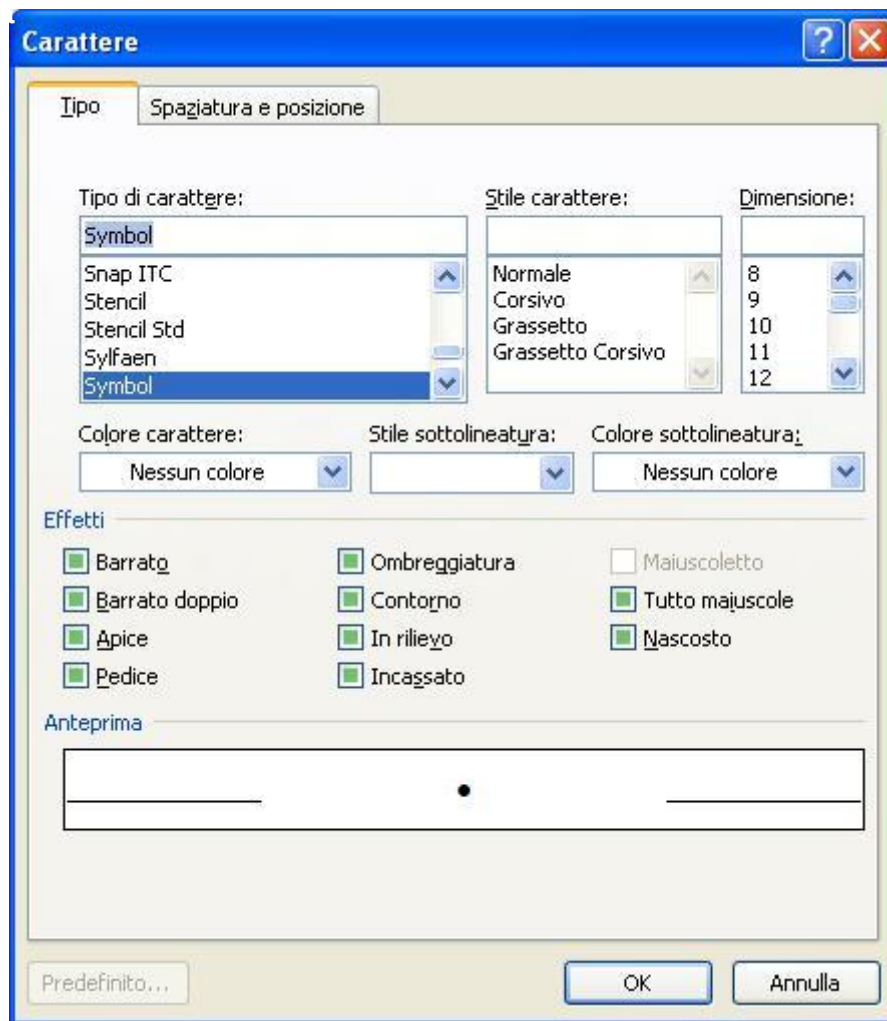 Carattere
Tipo Spaziatura e posizione
Tipo di carattere: Stile carattere: Dimensione:
Symbol
Snap ITC Normale 8
Stencil Corsivo 9
Stencil Std Grassetto 10
Sylfaen Grassetto Corsivo 11
Symbol 12
Colore carattere: Stile sottolineatura: Colore sottolineatura:
Nessun colore Nessun colore
Effetti
Barrato Ombreggiatura Maiuscoletto
Barrato doppio Contorno Tutto maiuscole
Apice In rilievo Nascosto
Pedice Incassato
Anteprima
Predefinito... OK Annulla